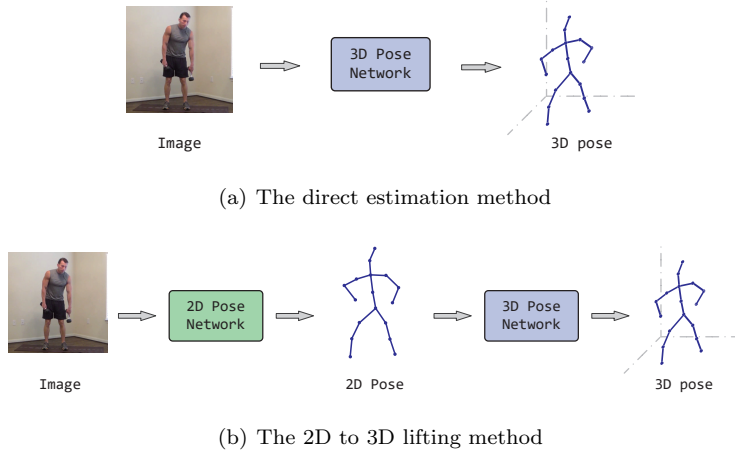 3D Pose
Network
Image
3D pose
(a) The direct estimation method
2D Pose
Network
3D Pose
Network
Image
2D Pose
3D pose
(b) The 2D to 3D lifting method